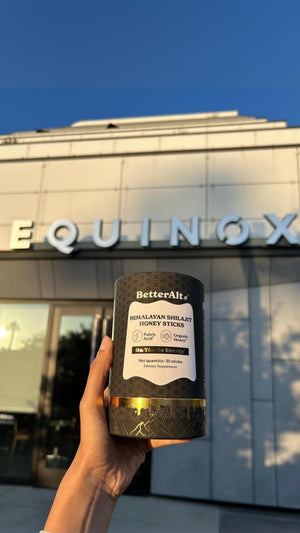 EQUINOX
BetterAlt
HIMALAYAN SHILAJIT
HONEY STICKS
Fulvic
Acid
Organic
Honey
On The Go Energy
Net quantity: 30 sticks
Dietary Supplement